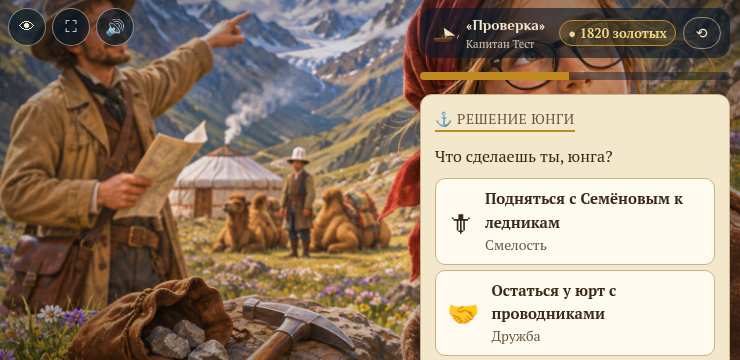 «Проверка»
Капитан Тест
1820 золотых
РЕШЕНИЕ ЮНГИ
Что сделаешь ты, юнга?
Подняться с Семёновым к
ледникам
Смелость
Остаться у юрт с
проводниками
Дружба